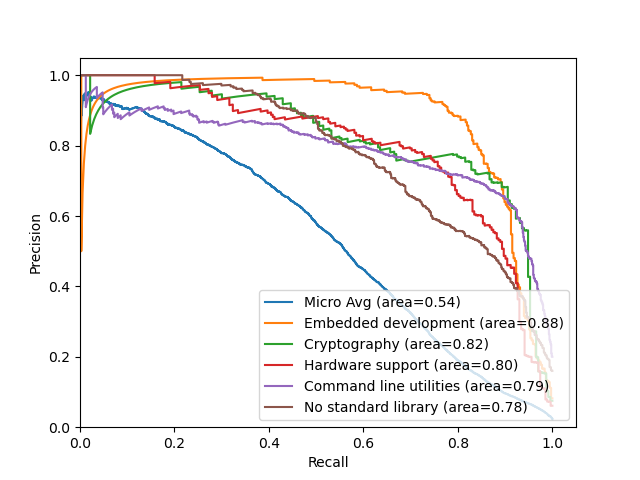 1.0
0.8
0.6
0.4
0.2
0.0
Precision
Micro Avg (area=0.54)
Embedded development (area=0.88)
Cryptography (area=0.82)
Hardware support (area=0.80)
Command line utilities (area=0.79)
No standard library (area=0.78)
0.0 0.2 0.4 0.6 0.8 1.0
Recall